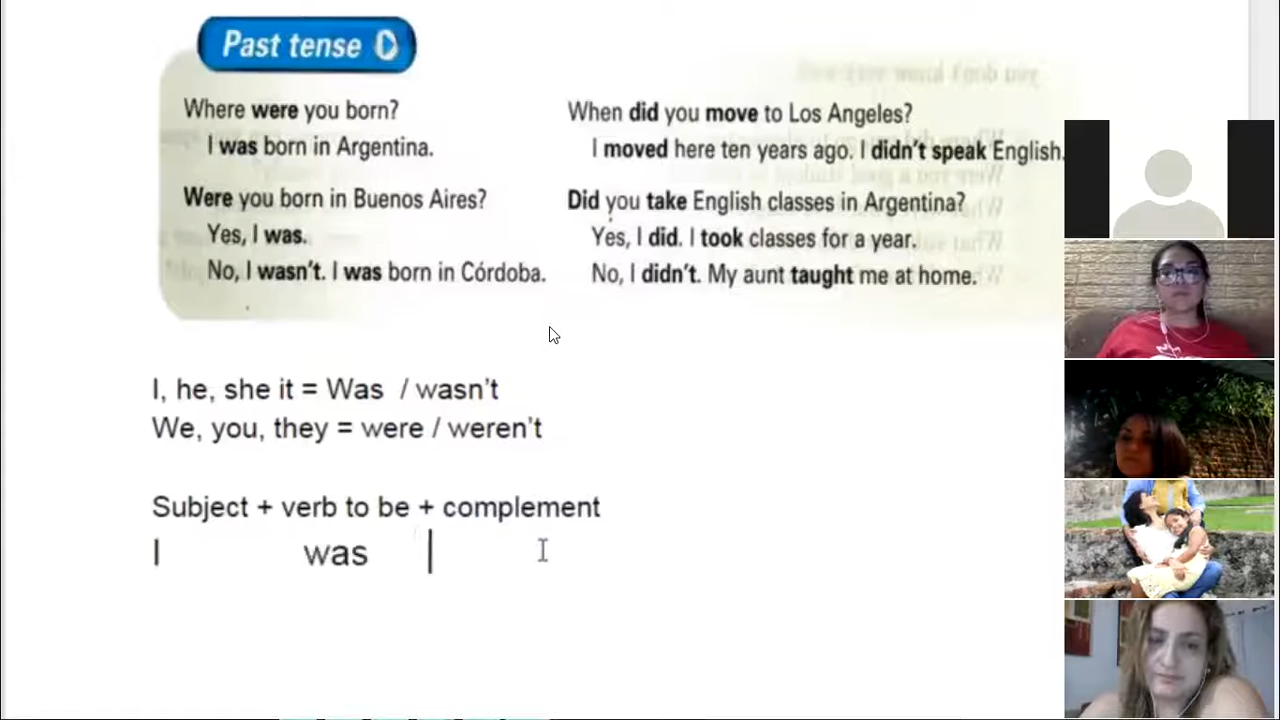 Past tense
Where were you born?
I was born in Argentina.
Were you born in Buenos Aires?
Yes, I was.
No, I wasn't. I was born in Córdoba.
When did you move to Los Angeles?
I moved here ten years ago. I didn't speak English.
Did you take English classes in Argentina?
Yes, I did. I took classes for a year.
No, I didn't. My aunt taught me at home.
I, he, she it = Was / wasn't
We, you, they = were / weren't
Subject + verb to be + complement
I was